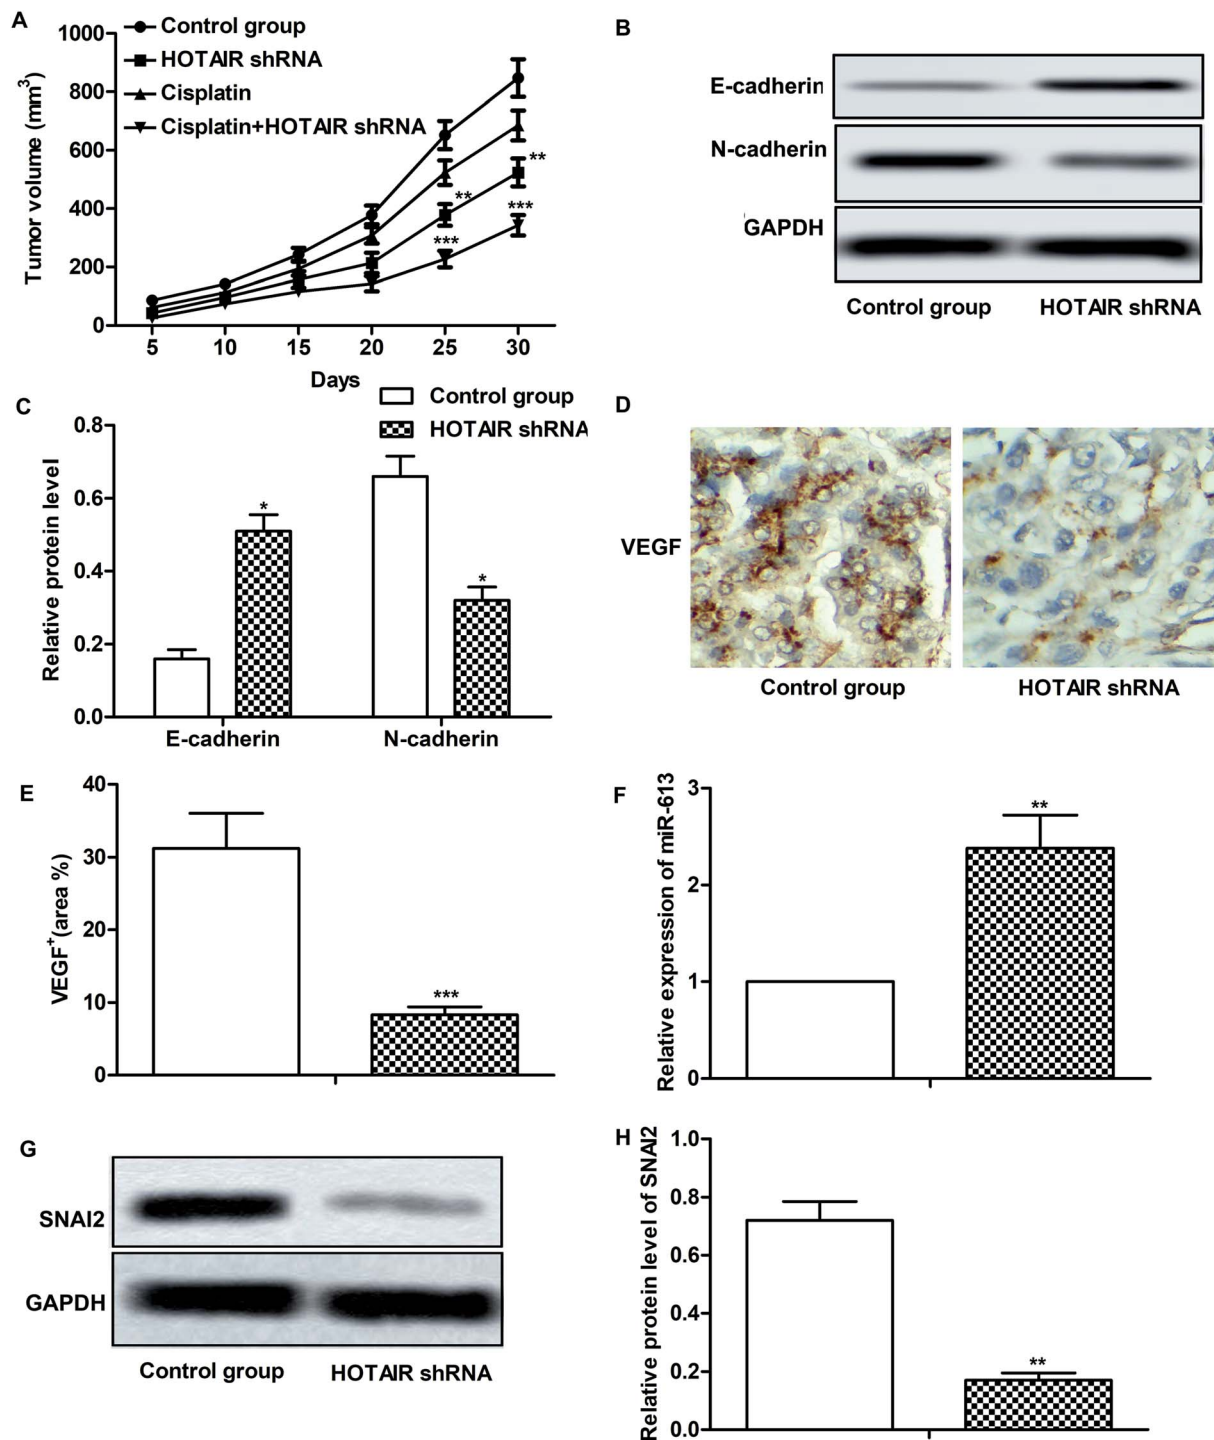 A
Control group
HOTAIR shRNA
Cisplatin
Cisplatin+HOTAIR shRNA
Tumor volume (mm³)
1000
800
600
400
200
0
**
**
***
***
5 10 15 20 25 30
Days
B
E-cadherin
N-cadherin
GAPDH
Control group HOTAIR shRNA
C
Control group
HOTAIR shRNA
Relative protein level
0.8
0.6
0.4
0.2
0.0
*
*
E-cadherin N-cadherin
D
VEGF
Control group HOTAIR shRNA
E
VEGF⁺(area %)
40
30
20
10
0
***
F
Relative expression of miR-613
3
2
1
0
**
G
SNAI2
GAPDH
Control group HOTAIR shRNA
H
Relative protein level of SNAI2
1.0
0.8
0.6
0.4
0.2
0.0
**